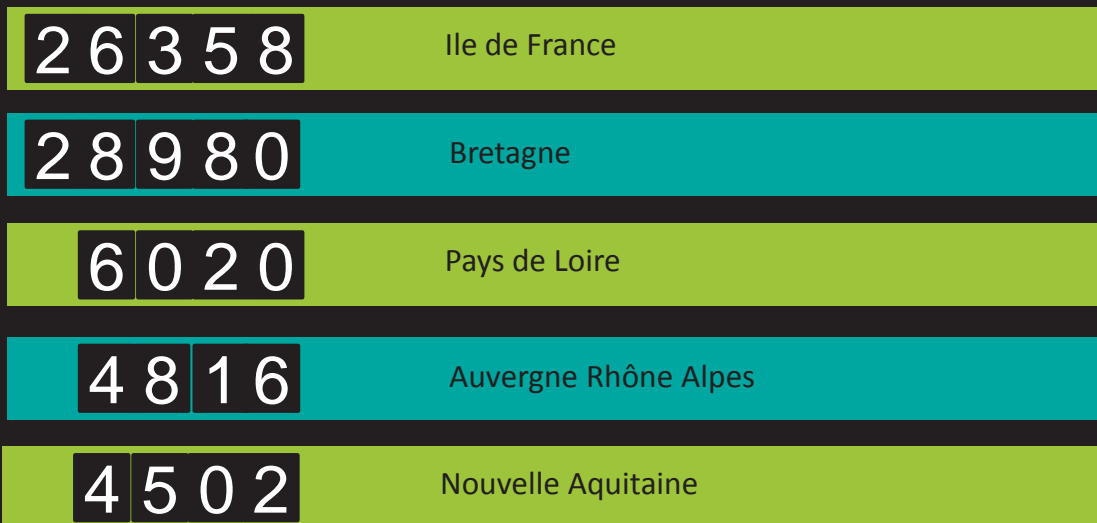 26358 Ile de France
28980 Bretagne
6020 Pays de Loire
4816 Auvergne Rhône Alpes
4502 Nouvelle Aquitaine